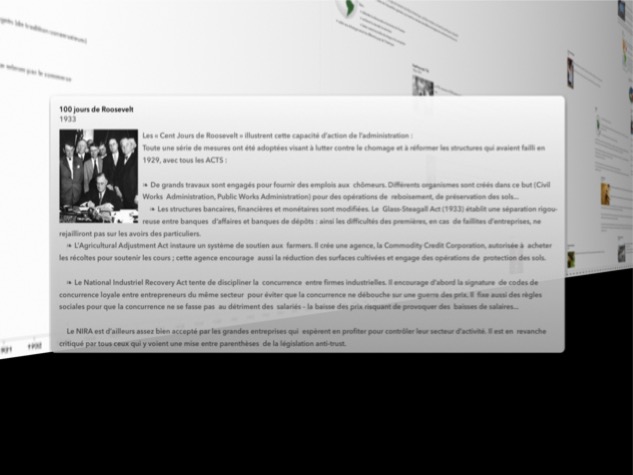 100 jours de Roosevelt
1933
Les « Cent Jours de Roosevelt » illustrent cette capacité d'action de l'administration :
Toute une série de mesures ont été adoptées visant à lutter contre le chomage et à réformer les structures qui avaient failli en
1929, avec tous les ACTS :
➔ De grands travaux sont engagés pour fournir des emplois aux chômeurs. Différents organismes sont créés dans ce but (Civil
Works Administration, Public Works Administration) pour des opérations de reboisement, de préservation des sols...
➔ Les structures bancaires, financières et monétaires sont modifiées. Le Glass-Steagall Act (1933) établit une séparation rigou-
reuse entre banques d'affaires et banques de dépôts : ainsi les difficultés des premières, en cas de faillites d'entreprises, ne
rejailliront pas sur les avoirs des particuliers.
➔ L'Agricultural Adjustment Act instaure un système de soutien aux farmers. Il crée une agence, la Commodity Credit Corporation, autorisée à acheter
les récoltes pour soutenir les cours ; cette agence encourage aussi la réduction des surfaces cultivées et engage des opérations de protection des sols.
➔ Le National Industriel Recovery Act tente de discipliner la concurrence entre firmes industrielles. Il encourage d'abord la signature de codes de
concurrence loyale entre entrepreneurs du même secteur pour éviter que la concurrence ne débouche sur une guerre des prix. Il fixe aussi des règles
sociales pour que la concurrence ne se fasse pas au détriment des salariés - la baisse des prix risquant de provoquer des baisses de salaires...
Le NIRA est d'ailleurs assez bien accepté par les grandes entreprises qui espèrent en profiter pour contrôler leur secteur d'activité. Il est en revanche
critiqué par tous ceux qui y voient une mise entre parenthèses de la législation anti-trust.
1931 1932